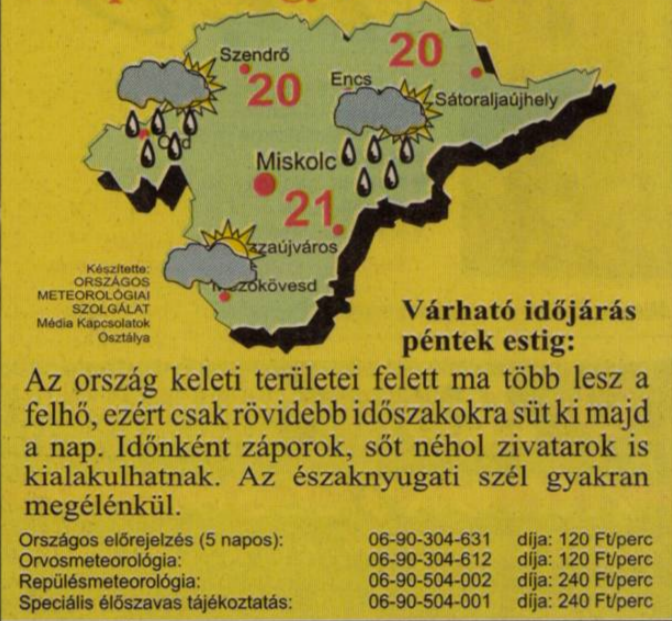 Szendrő
20
20
Encs
Sátoraljaújhely
Miskolc
21
Készítette:
ORSZÁGOS
METEOROLÓGIAI
SZOLGÁLAT
Média Kapcsolatok
Osztálya
Várható időjárás
péntek estig:
Az ország keleti területei felett ma több lesz a
felhő, ezért csak rövidebb időszakokra süt ki majd
a nap. Időnként záporok, sőt néhol zivatarok is
kialakulhatnak. Az északnyugati szél gyakran
megélénkül.
Országos előrejelzés (5 napos): 06-90-304-631 díja: 120 Ft/perc
Orvosmeteorológia: 06-90-304-612 díja: 120 Ft/perc
Repülésmeteorológia: 06-90-504-002 díja: 240 Ft/perc
Speciális élőszavas tájékoztatás: 06-90-504-001 díja: 240 Ft/perc